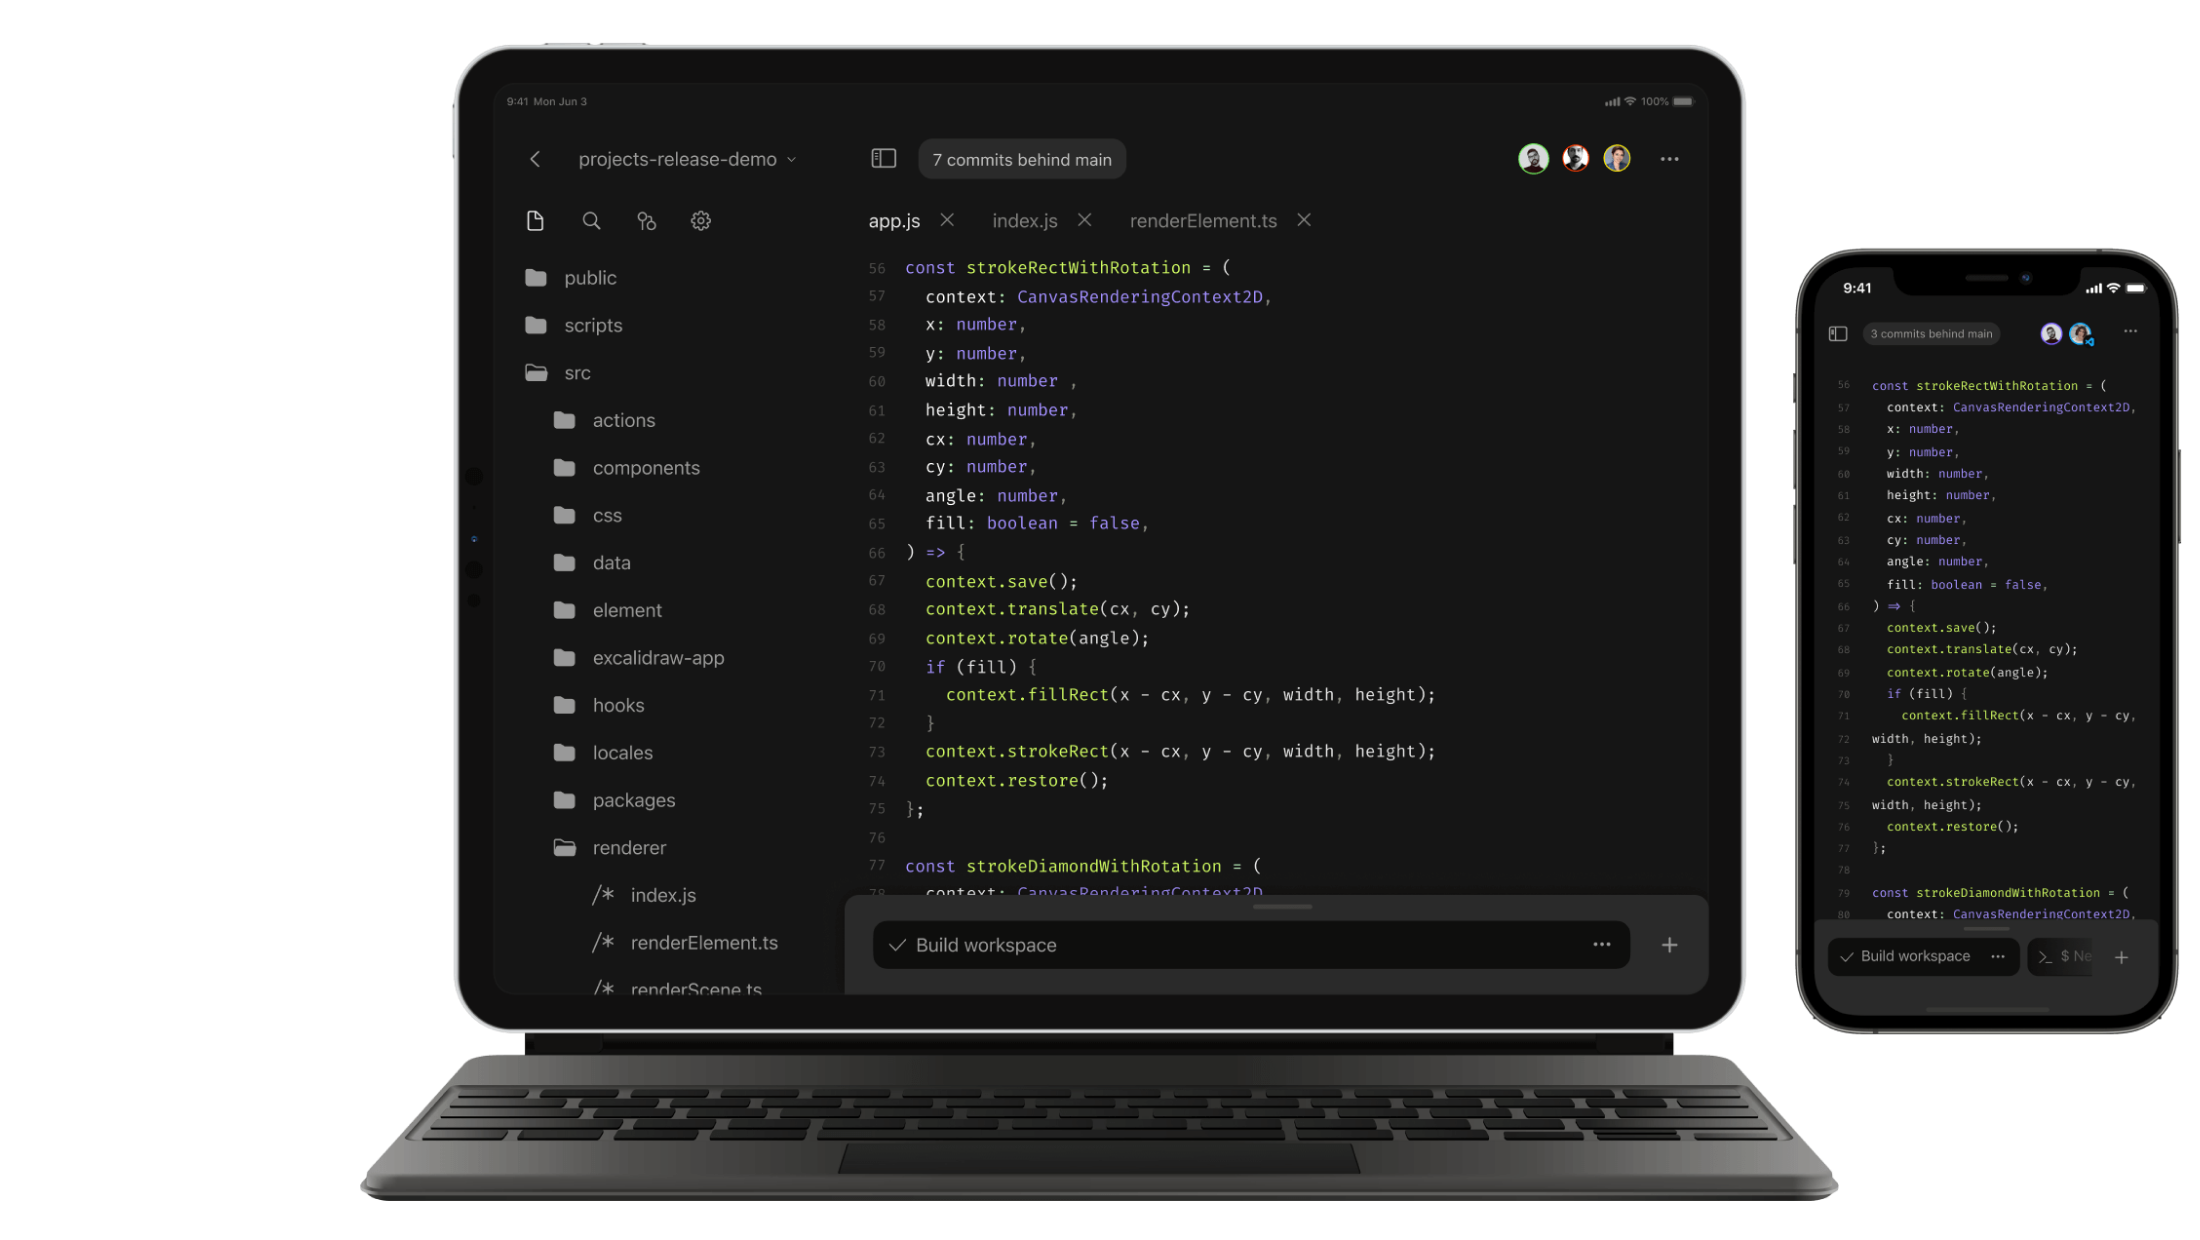 9:41 Mon Jun 3
100%
projects-release-demo
7 commits behind main
app.js
index.js
renderElement.ts
public
scripts
src
actions
components
css
data
element
excalidraw-app
hooks
locales
packages
renderer
/* index.js
/* renderElement.ts
/* renderScene.ts
56 const strokeRectWithRotation = (
57 context: CanvasRenderingContext2D,
58 x: number,
59 y: number,
60 width: number ,
61 height: number,
62 cx: number,
63 cy: number,
64 angle: number,
65 fill: boolean = false,
66 ) => {
67 context.save();
68 context.translate(cx, cy);
69 context.rotate(angle);
70 if (fill) {
71 context.fillRect(x - cx, y - cy, width, height);
72 }
73 context.strokeRect(x - cx, y - cy, width, height);
74 context.restore();
75 };
76
77 const strokeDiamondWithRotation = (
78 context: CanvasRenderingContext2D
Build workspace
9:41
3 commits behind main
56 const strokeRectWithRotation = (
57 context: CanvasRenderingContext2D,
58 x: number,
59 y: number,
60 width: number,
61 height: number,
62 cx: number,
63 cy: number,
64 angle: number,
65 fill: boolean = false,
66 ) => {
67 context.save();
68 context.translate(cx, cy);
69 context.rotate(angle);
70 if (fill) {
71 context.fillRect(x - cx, y - cy,
72 width, height);
73 }
74 context.strokeRect(x - cx, y - cy,
75 width, height);
76 context.restore();
77 };
78
79 const strokeDiamondWithRotation = (
80 context: CanvasRenderingContext2D,
Build workspace
$ Ne